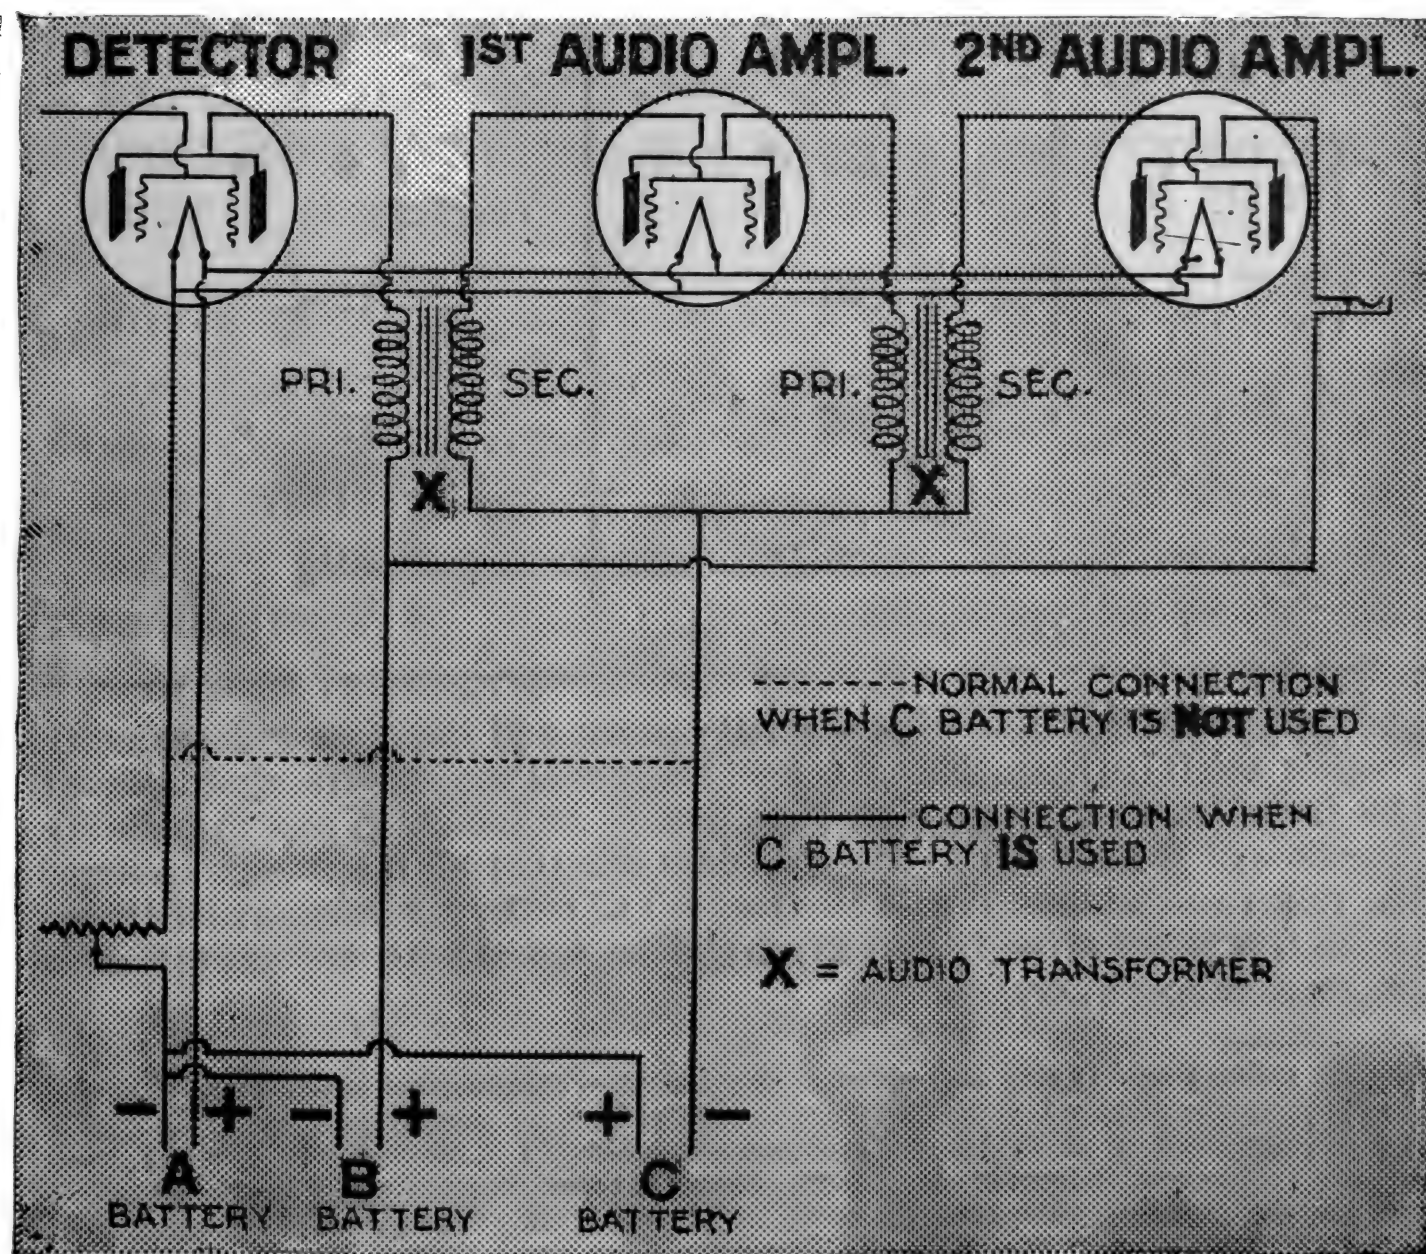 DETECTOR 1ST AUDIO AMPL. 2ND AUDIO AMPL.
PRI. SEC. PRI. SEC.
X X
-------NORMAL CONNECTION
WHEN C BATTERY IS NOT USED
CONNECTION WHEN
C BATTERY IS USED
X = AUDIO TRANSFORMER
- + - + + -
A B C
BATTERY BATTERY BATTERY